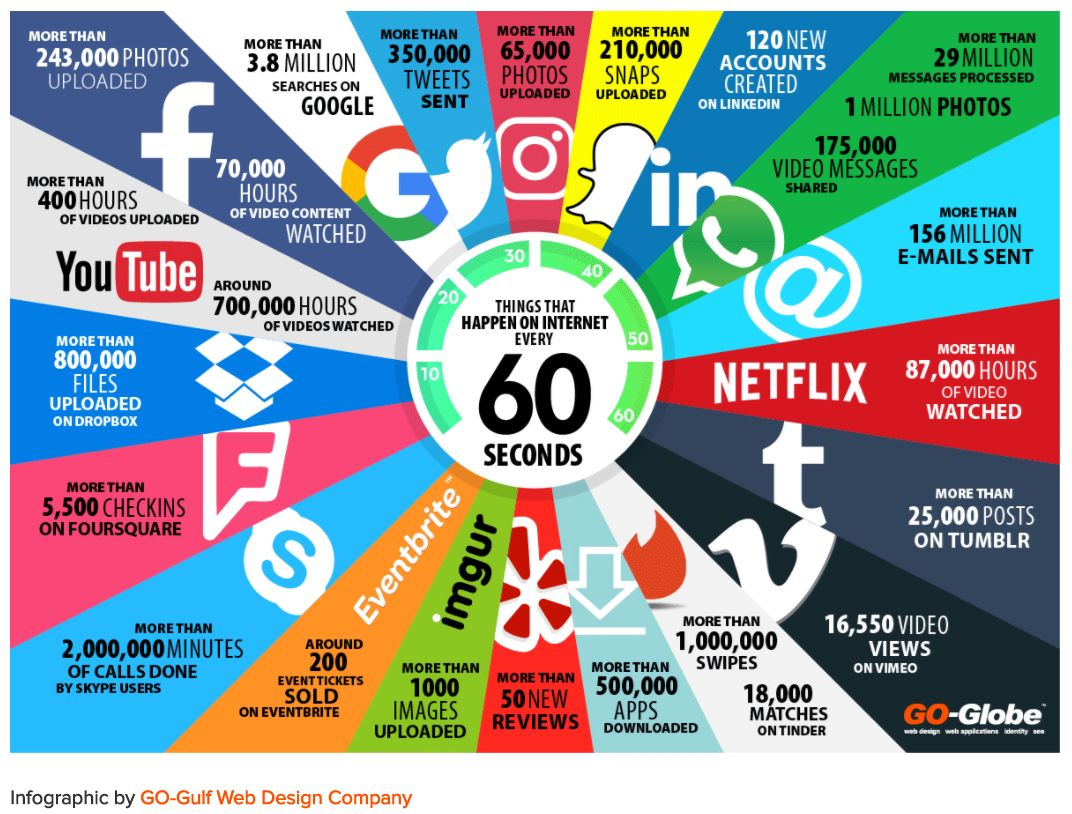 MORE THAN
243,000 PHOTOS
UPLOADED
70,000
HOURS
OF VIDEO CONTENT
WATCHED
MORE THAN
3.8 MILLION
SEARCHES ON
GOOGLE
G
MORE THAN
350,000
TWEETS
SENT
MORE THAN
65,000
PHOTOS
UPLOADED
MORE THAN
210,000
SNAPS
UPLOADED
120 NEW
ACCOUNTS
CREATED
ON LINKEDIN
in
MORE THAN
29 MILLION
MESSAGES PROCESSED
1 MILLION PHOTOS
175,000
VIDEO MESSAGES
SHARED
MORE THAN
156 MILLION
E-MAILS SENT
@
NETFLIX
MORE THAN
87,000 HOURS
OF VIDEO
WATCHED
t
MORE THAN
25,000 POSTS
ON TUMBLR
v
16,550 VIDEO
VIEWS
ON VIMEO
MORE THAN
1,000,000
SWIPES
18,000
MATCHES
ON TINDER
MORE THAN
500,000
APPS
DOWNLOADED
MORE THAN
50 NEW
REVIEWS
imgur
MORE THAN
1000
IMAGES
UPLOADED
Eventbrite™
AROUND
200
EVENT TICKETS
SOLD
ON EVENTBRITE
S
MORE THAN
2,000,000 MINUTES
OF CALLS DONE
BY SKYPE USERS
F
MORE THAN
5,500 CHECKINS
ON FOURSQUARE
MORE THAN
800,000
FILES
UPLOADED
ON DROPBOX
MORE THAN
400 HOURS
OF VIDEOS UPLOADED
YouTube
AROUND
700,000 HOURS
OF VIDEOS WATCHED
f
10
20
30
40
50
60
THINGS THAT
HAPPEN ON INTERNET
EVERY
60
SECONDS
GO-Globe™
web design web applications identity seo
Infographic by GO-Gulf Web Design Company